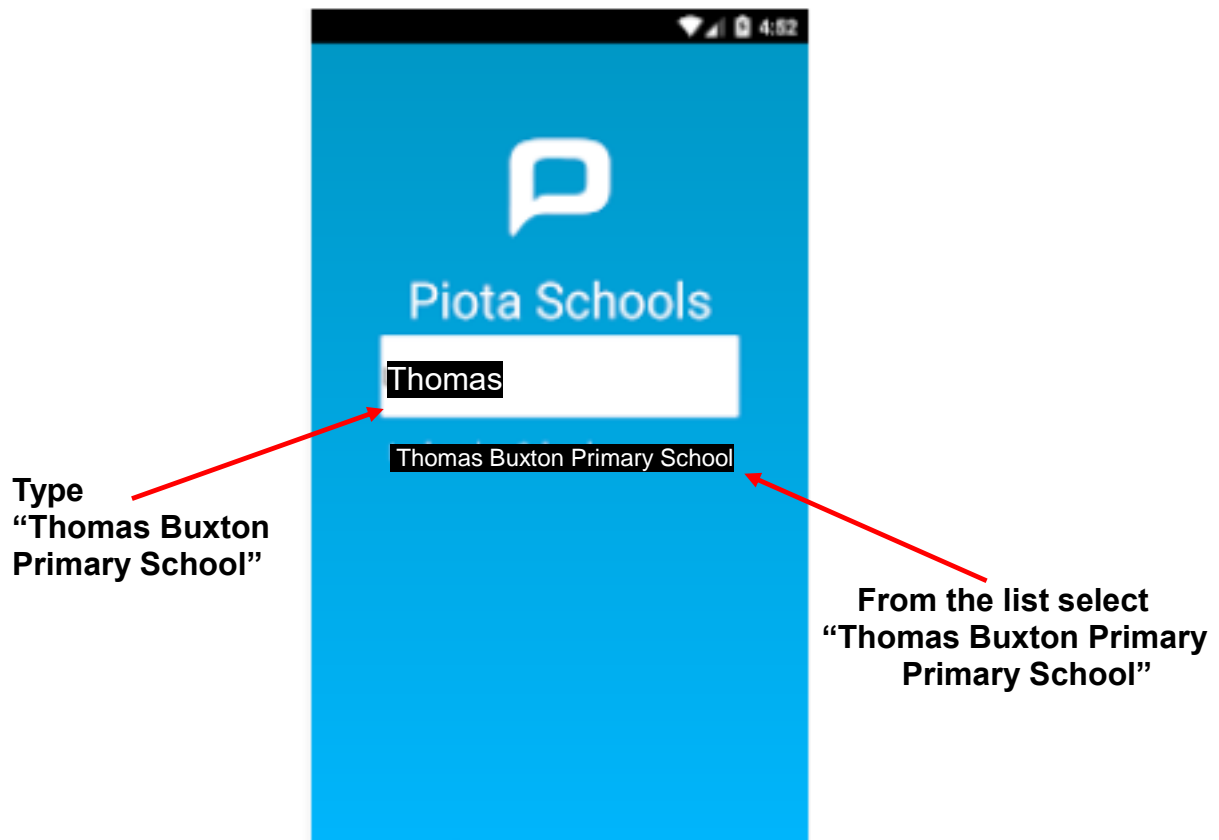 4:52
Piota Schools
Thomas
Thomas Buxton Primary School
Type
“Thomas Buxton
Primary School”
From the list select
“Thomas Buxton Primary
Primary School”